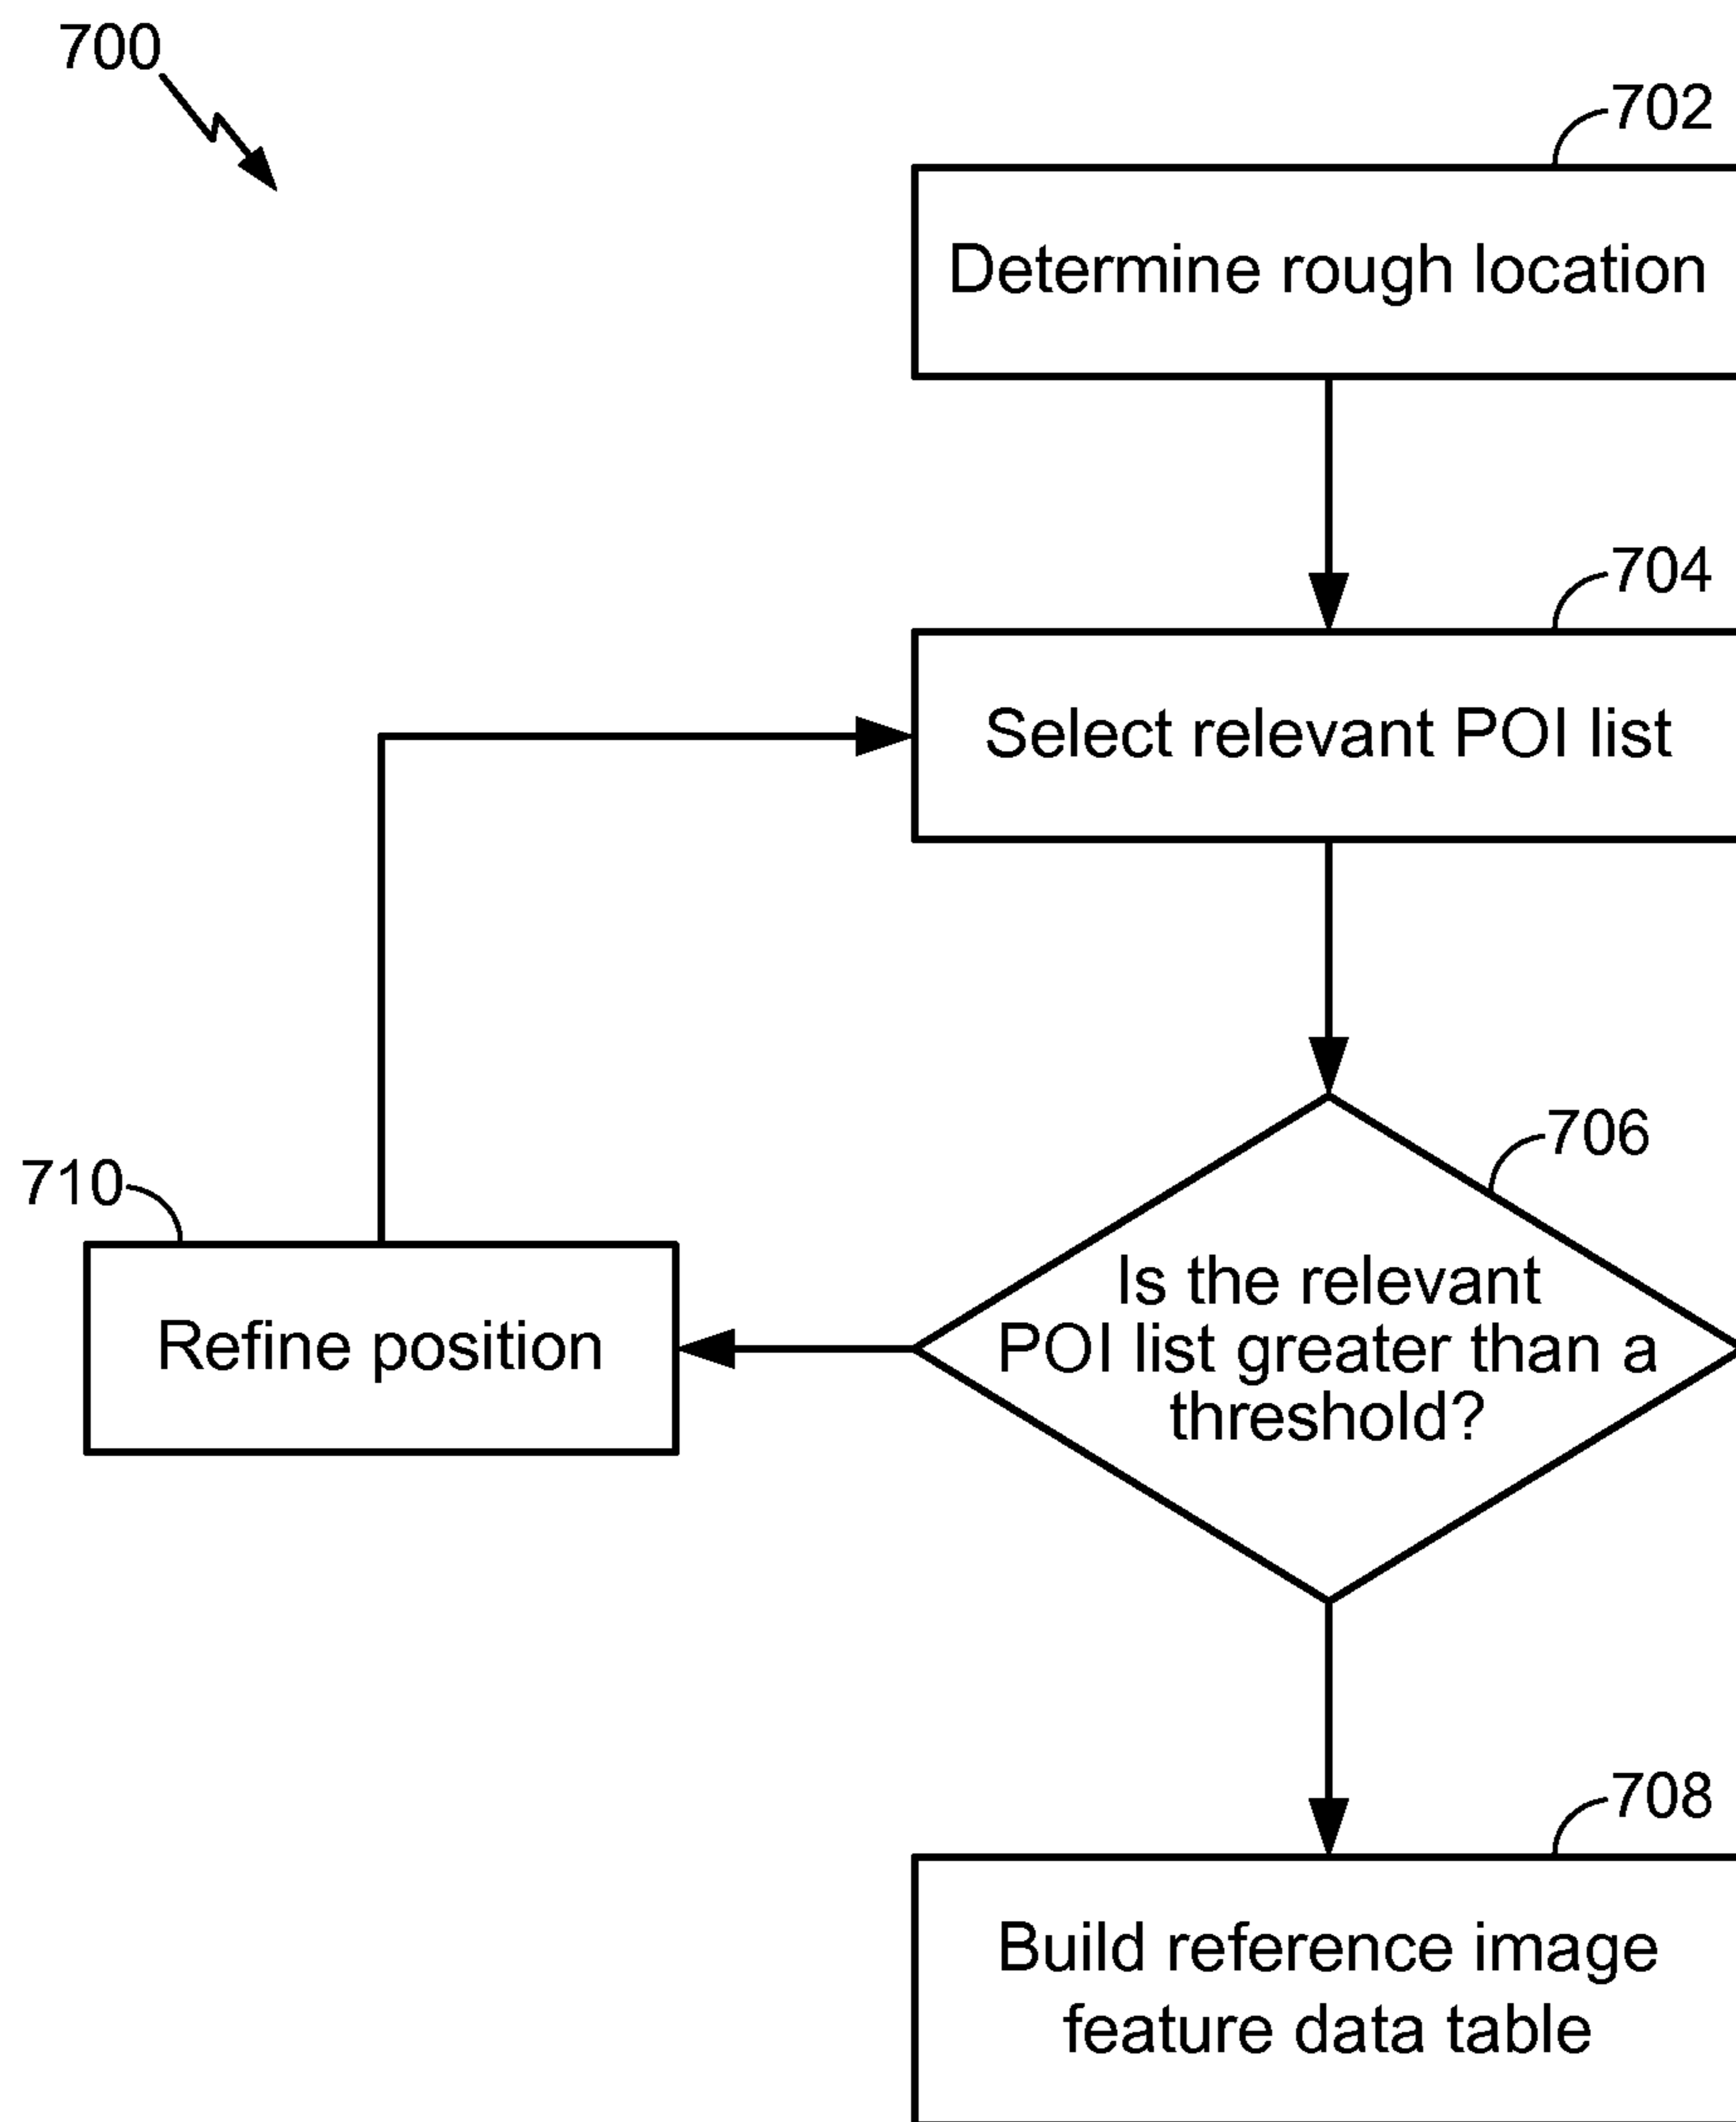 700
702
Determine rough location
704
Select relevant POI list
706
710
Is the relevant
POI list greater than a
threshold?
Refine position
708
Build reference image
feature data table